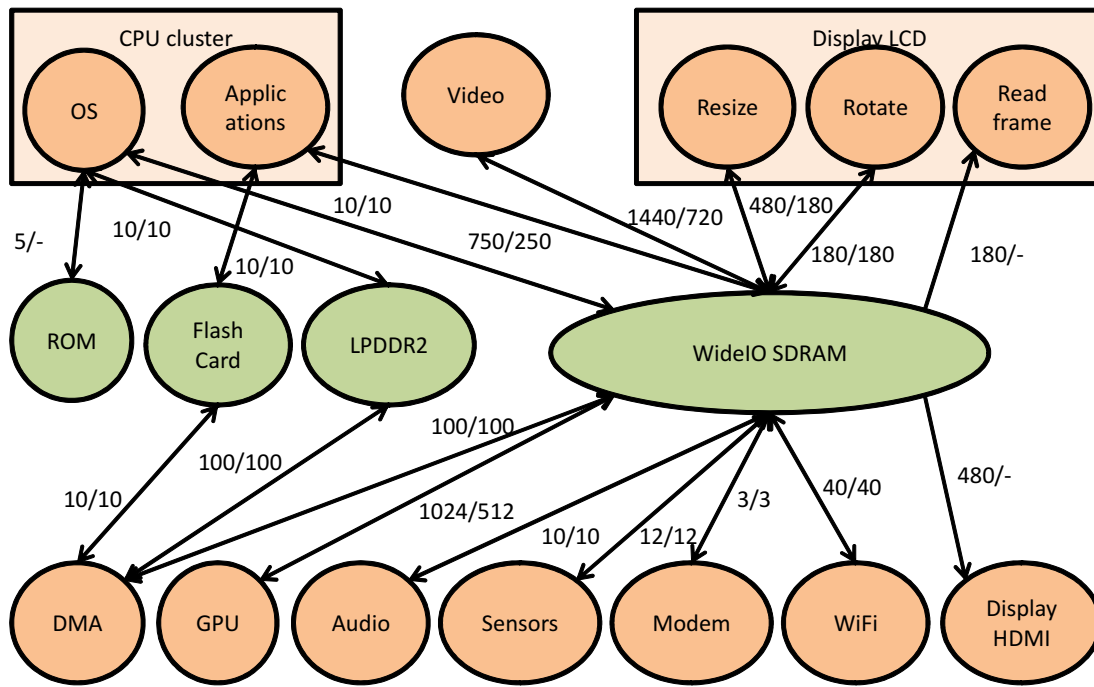 CPU cluster
Display LCD
OS
Applic
ations
Video
Resize
Rotate
Read
frame
5/-
10/10
10/10
10/10
750/250
1440/720
480/180
180/180
180/-
ROM
Flash
Card
LPDDR2
WideIO SDRAM
10/10
100/100
100/100
1024/512
10/10
12/12
3/3
40/40
480/-
DMA
GPU
Audio
Sensors
Modem
WiFi
Display
HDMI